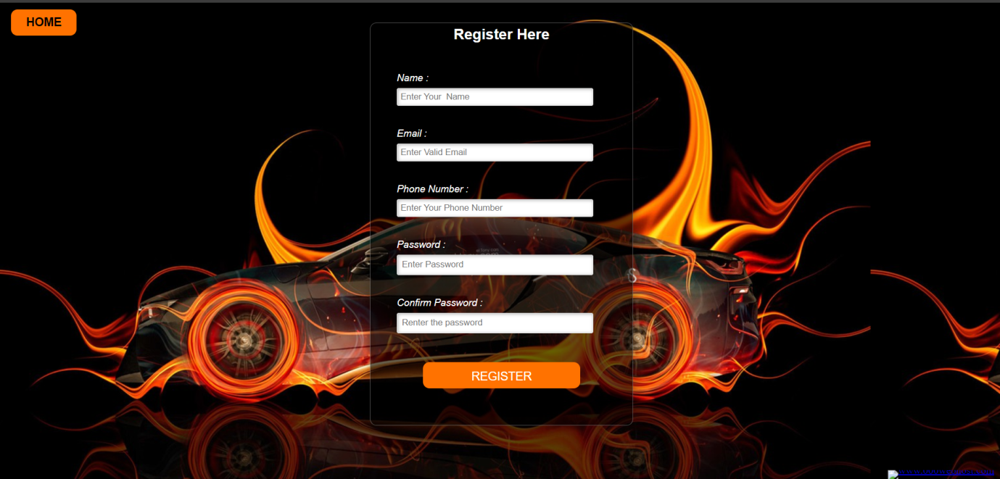 HOME
Register Here
Name :
Enter Your  Name
Email :
Enter Valid Email
Phone Number :
Enter Your Phone Number
Password :
Enter Password
Confirm Password :
Renter the password
REGISTER